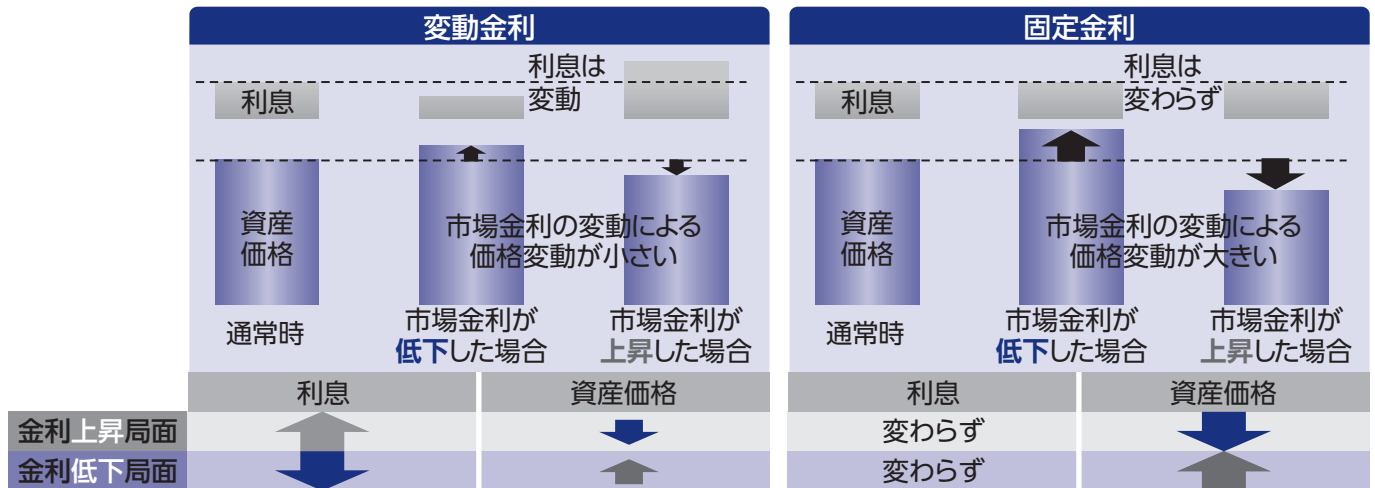 変動金利
利息は
変動
利息
資産
価格
市場金利の変動による
価格変動が小さい
通常時
市場金利が
低下した場合
市場金利が
上昇した場合
固定金利
利息は
変わらず
利息
資産
価格
市場金利の変動による
価格変動が大きい
通常時
市場金利が
低下した場合
市場金利が
上昇した場合
利息 資産価格 利息 資産価格
金利上昇局面 変わらず
金利低下局面 変わらず